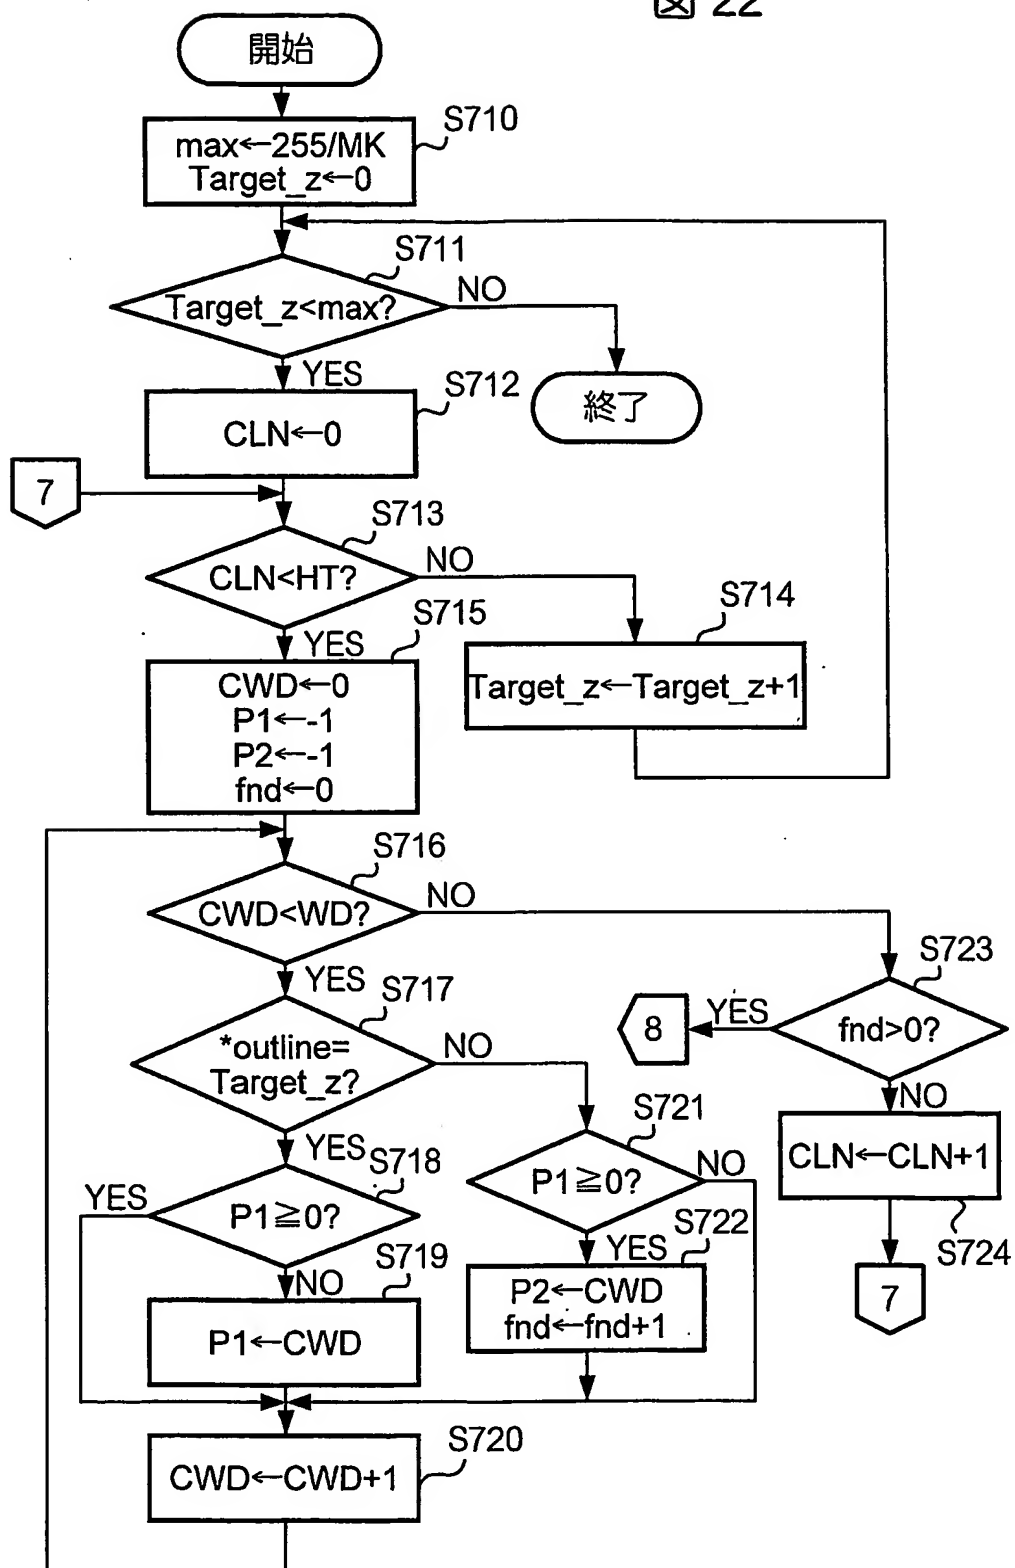 図 22
開始
S710
max←255/MK
Target_z←0
S711
Target_z<max?
NO
YES
終了
S712
CLN←0
7
S713
CLN<HT?
NO
YES
S714
Target_z←Target_z+1
S715
CWD←0
P1←-1
P2←-1
fnd←0
S716
CWD<WD?
NO
YES
S717
*outline=
Target_z?
NO
YES
S723
fnd>0?
YES
8
NO
CLN←CLN+1
S724
7
S718
P1≧0?
YES
NO
S721
P1≧0?
NO
YES
S722
P2←CWD
fnd←fnd+1
S719
P1←CWD
S720
CWD←CWD+1